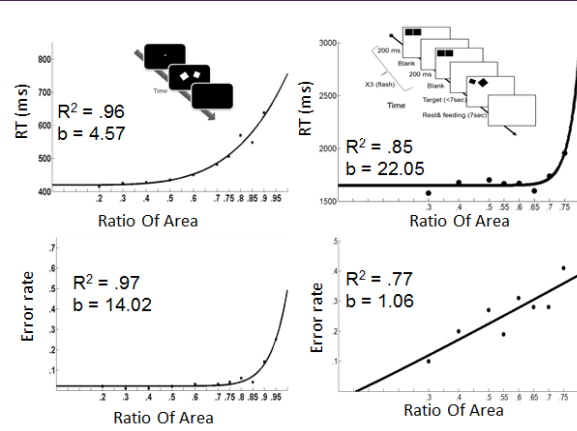 800
700
600
500
400
RT (ms)
R² = .96
b = 4.57
Time
.2 .3 .4 .5 .6 .7 .75 .8 .85 .9 .95
Ratio Of Area
3000
2500
2000
1500
RT (ms)
200 ms
Blank
200 ms
Blank
X3 (flash)
Target (<7sec)
Time
Rest& feeding (7sec)
R² = .85
b = 22.05
.3 .4 .5 .55 .6 .65 .7 .75
Ratio Of Area
.7
.6
.5
.4
.3
.2
.1
Error rate
R² = .97
b = 14.02
.2 .3 .4 .5 .6 .7 .75 .8 .85 .9 .95
Ratio Of Area
.5
.4
.3
.2
.1
Error rate
R² = .77
b = 1.06
.3 .4 .5 .55 .6 .65 .7 .75
Ratio Of Area